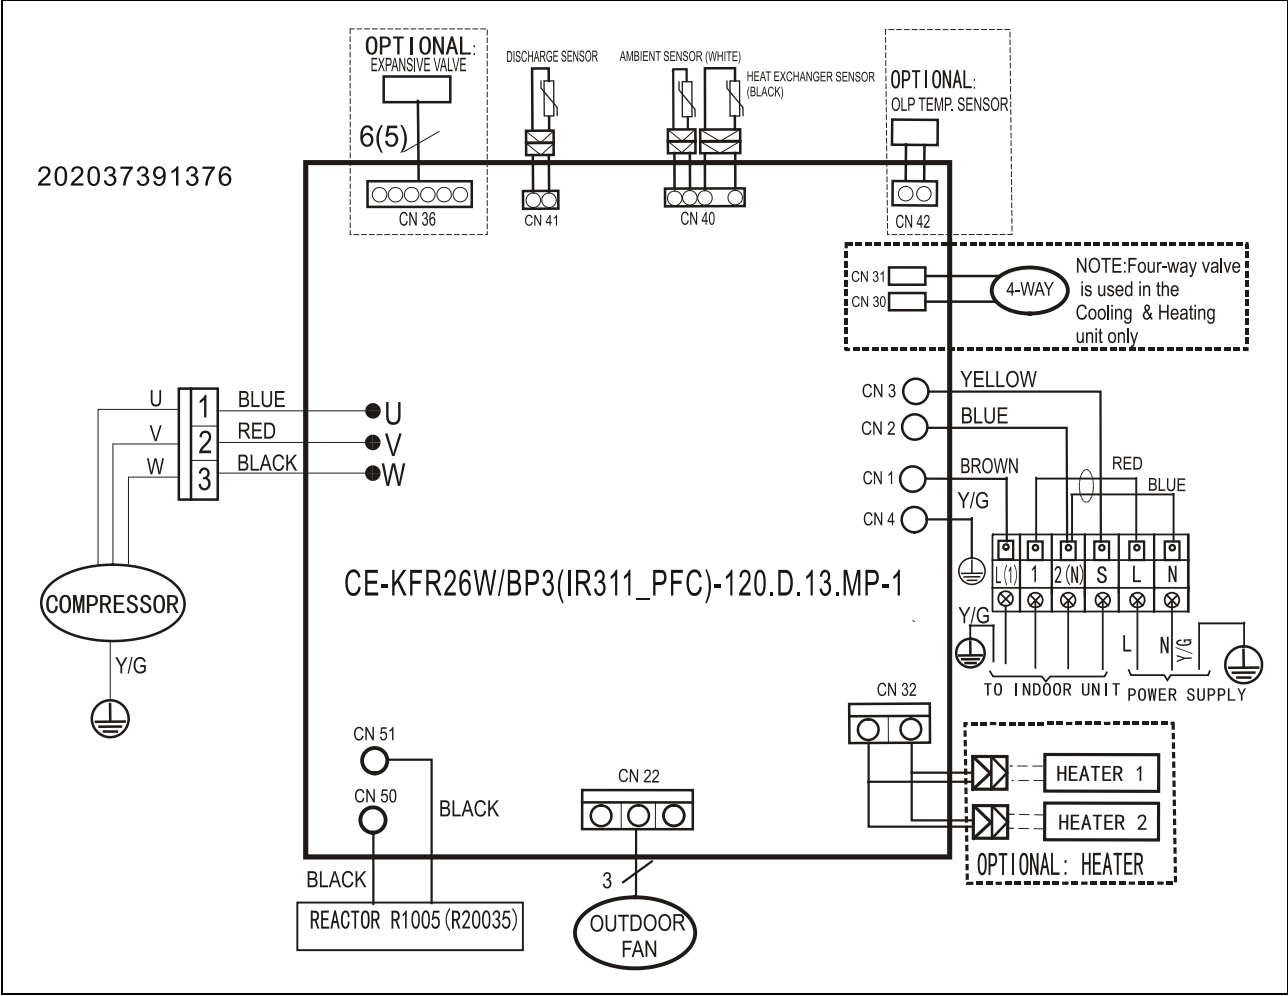 OPTIONAL:
EXPANSIVE VALVE
6(5)
CN 36
DISCHARGE SENSOR
CN 41
AMBIENT SENSOR (WHITE)
HEAT EXCHANGER SENSOR
(BLACK)
CN 40
OPTIONAL:
OLP TEMP. SENSOR
CN 42
202037391376
CN 31
CN 30
4-WAY
NOTE:Four-way valve
is used in the
Cooling & Heating
unit only
U
V
W
1
2
3
BLUE
RED
BLACK
U
V
W
COMPRESSOR
Y/G
CN 3
YELLOW
CN 2
BLUE
CN 1
BROWN
CN 4
Y/G
RED
BLUE
L(1)
1
2(N)
S
L
N
Y/G
L
N
Y/G
TO INDOOR UNIT
POWER SUPPLY
CE-KFR26W/BP3(IR311_PFC)-120.D.13.MP-1
CN 32
HEATER 1
HEATER 2
OPTIONAL: HEATER
CN 51
CN 50
BLACK
BLACK
REACTOR R1005(R20035)
CN 22
3
OUTDOOR
FAN